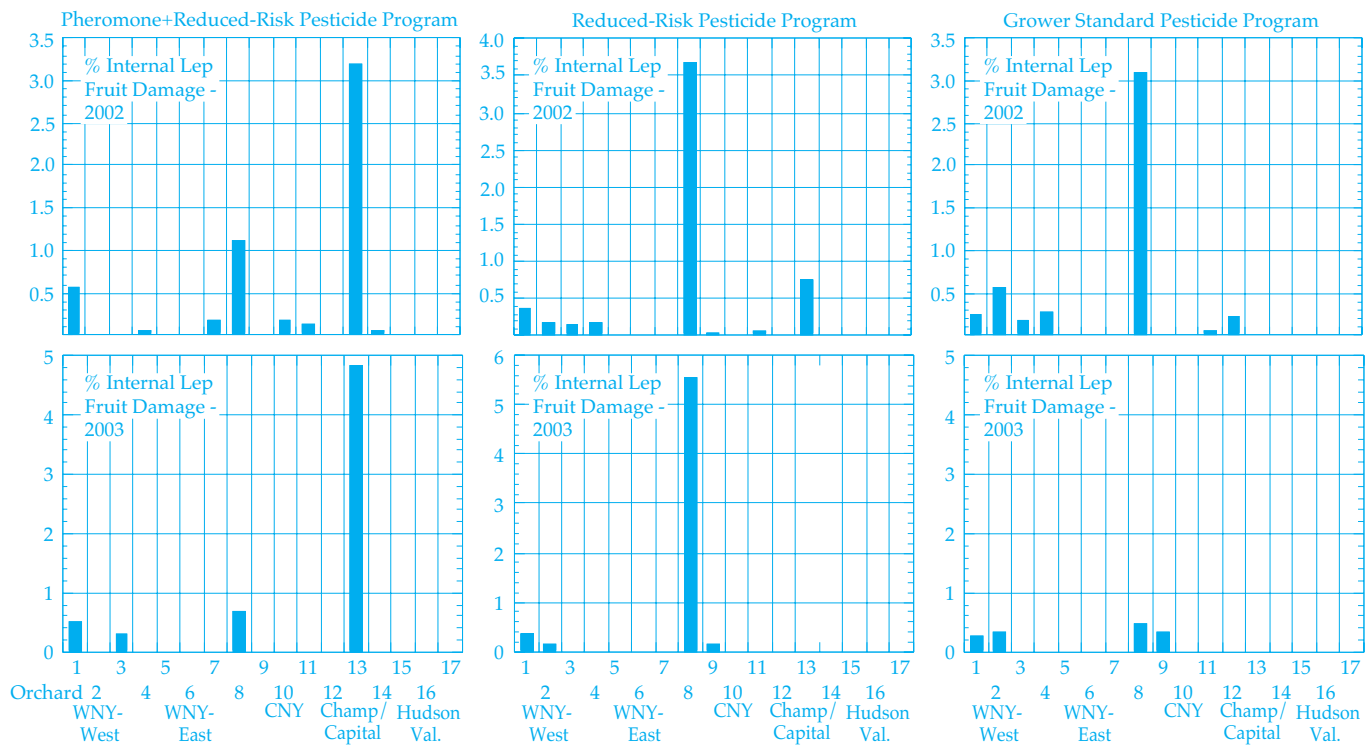 Pheromone+Reduced-Risk Pesticide Program
Reduced-Risk Pesticide Program
Grower Standard Pesticide Program
3.5
3.0
2.5
2.0
1.5
1.0
0.5
% Internal Lep
Fruit Damage -
2002
4.0
3.5
3.0
2.5
2.0
1.5
1.0
0.5
% Internal Lep
Fruit Damage -
2002
3.5
3.0
2.5
2.0
1.5
1.0
0.5
% Internal Lep
Fruit Damage -
2002
5
4
3
2
1
0
% Internal Lep
Fruit Damage -
2003
6
5
4
3
2
1
0
% Internal Lep
Fruit Damage -
2003
5
4
3
2
1
0
% Internal Lep
Fruit Damage -
2003
1 3 5 7 9 11 13 15 17
Orchard 2 4 6 8 10 12 14 16
WNY-West
WNY-East
CNY
Champ/Capital
Hudson Val.
1 3 5 7 9 11 13 15 17
2 4 6 8 10 12 14 16
WNY-West
WNY-East
CNY
Champ/Capital
Hudson Val.
1 3 5 7 9 11 13 15 17
2 4 6 8 10 12 14 16
WNY-West
WNY-East
CNY
Champ/Capital
Hudson Val.